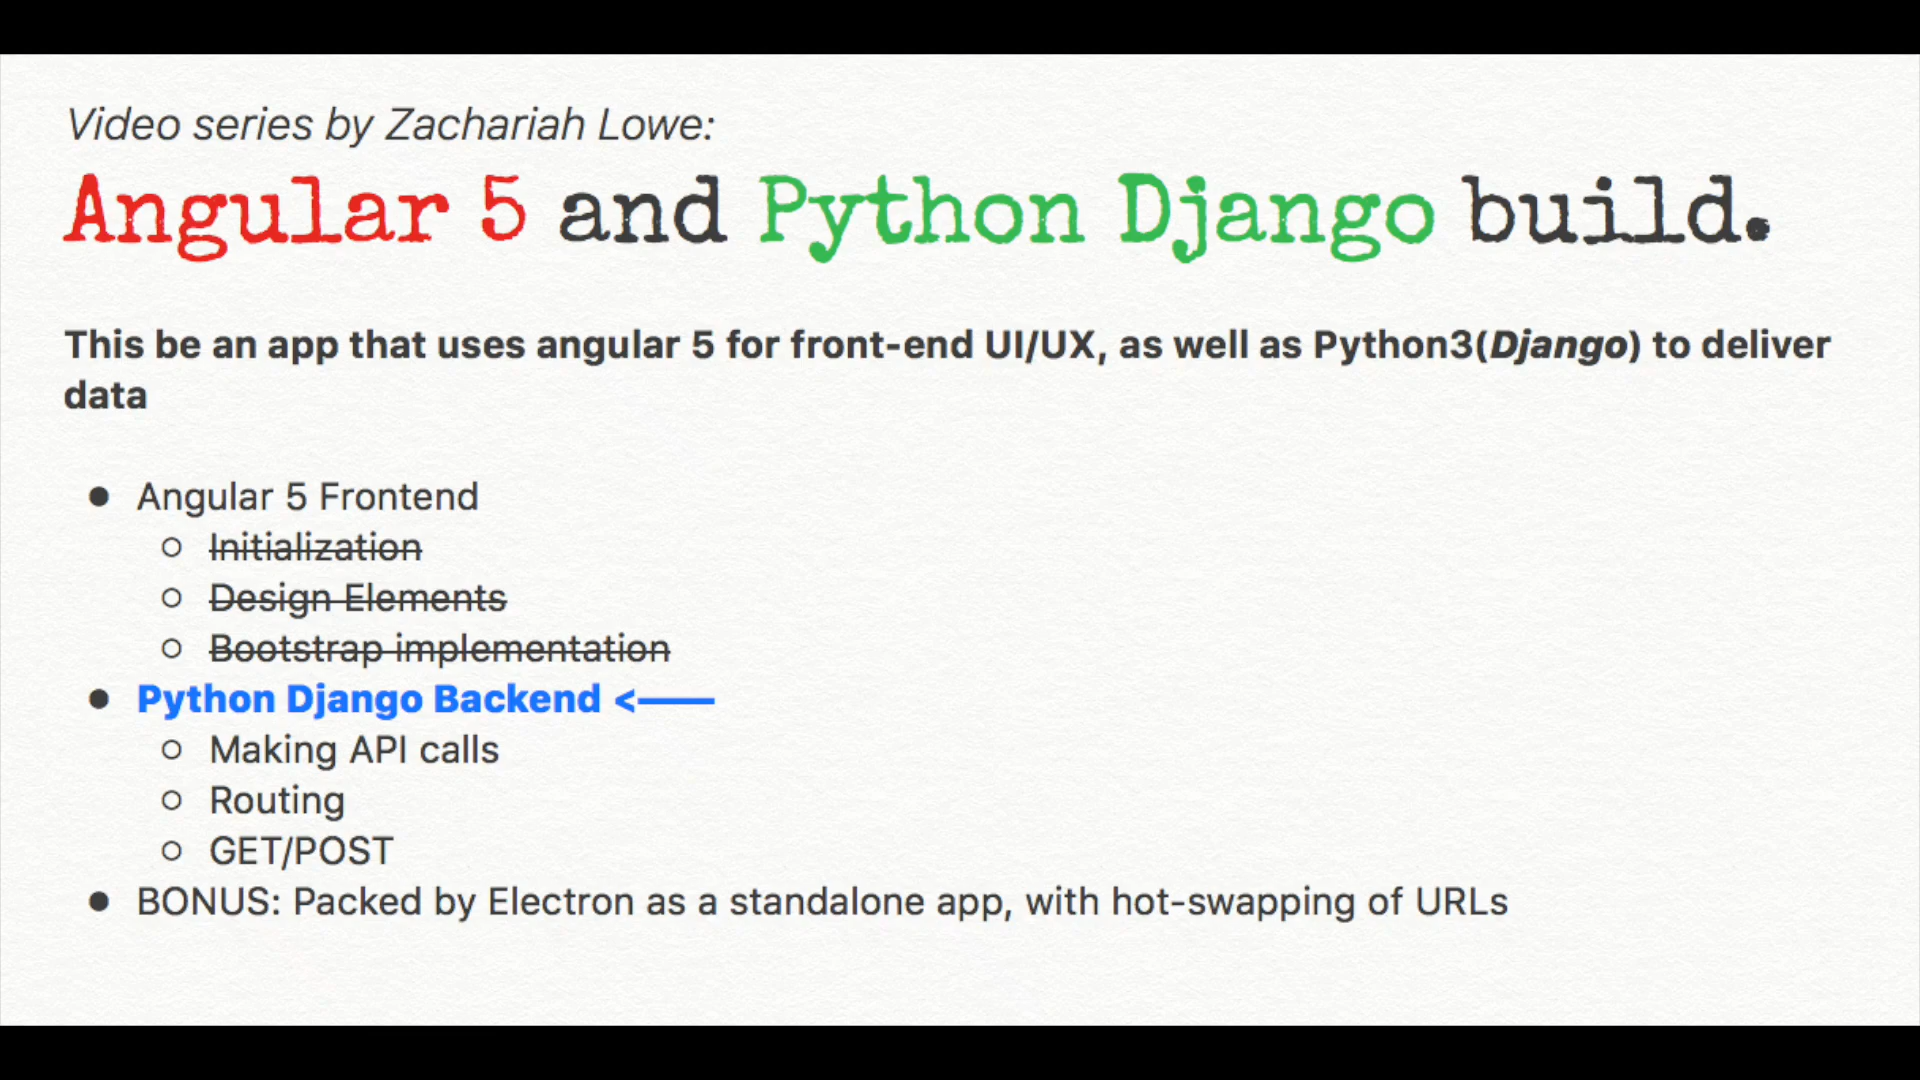 Video series by Zachariah Lowe:
Angular 5 and Python Django build.
This be an app that uses angular 5 for front-end UI/UX, as well as Python3(Django) to deliver
data
● Angular 5 Frontend
○ Initialization
○ Design Elements
○ Bootstrap implementation
● Python Django Backend <——
○ Making API calls
○ Routing
○ GET/POST
● BONUS: Packed by Electron as a standalone app, with hot-swapping of URLs